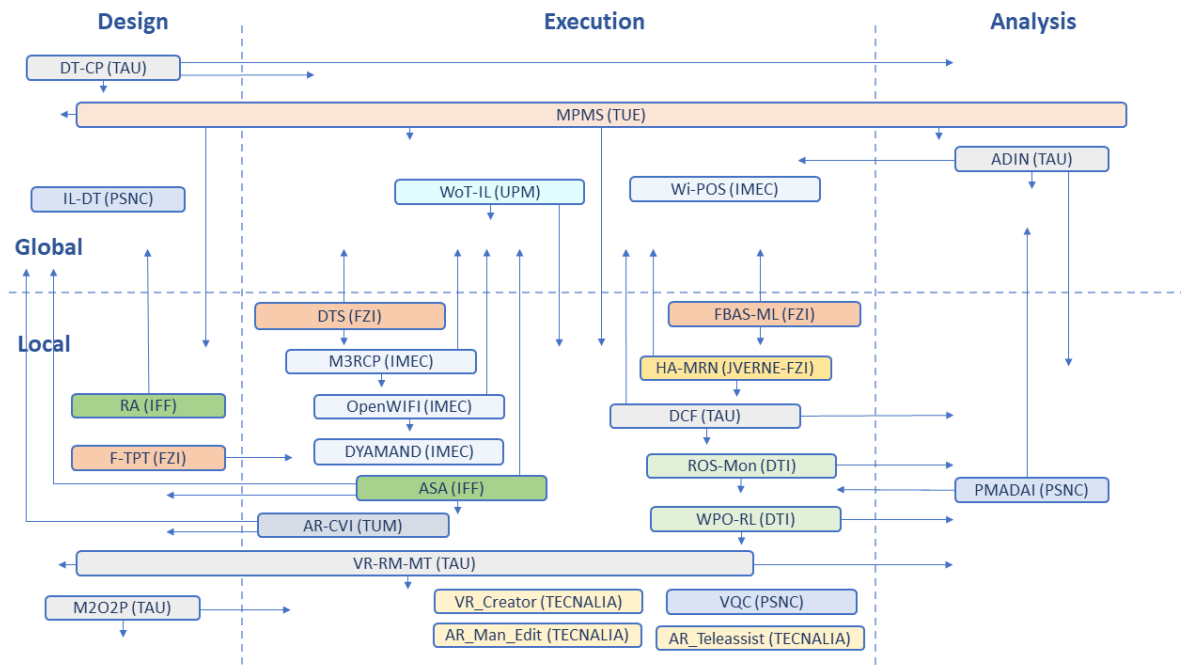 Design
Execution
Analysis
DT-CP (TAU)
MPMS (TUE)
ADIN (TAU)
IL-DT (PSNC)
WoT-IL (UPM)
Wi-POS (IMEC)
Global
Local
DTS (FZI)
FBAS-ML (FZI)
M3RCP (IMEC)
HA-MRN (JVERNE-FZI)
RA (IFF)
OpenWIFI (IMEC)
DCF (TAU)
F-TPT (FZI)
DYAMAND (IMEC)
ROS-Mon (DTI)
ASA (IFF)
PMADAI (PSNC)
AR-CVI (TUM)
WPO-RL (DTI)
VR-RM-MT (TAU)
M2O2P (TAU)
VR_Creator (TECNALIA)
VQC (PSNC)
AR_Man_Edit (TECNALIA)
AR_Teleassist (TECNALIA)